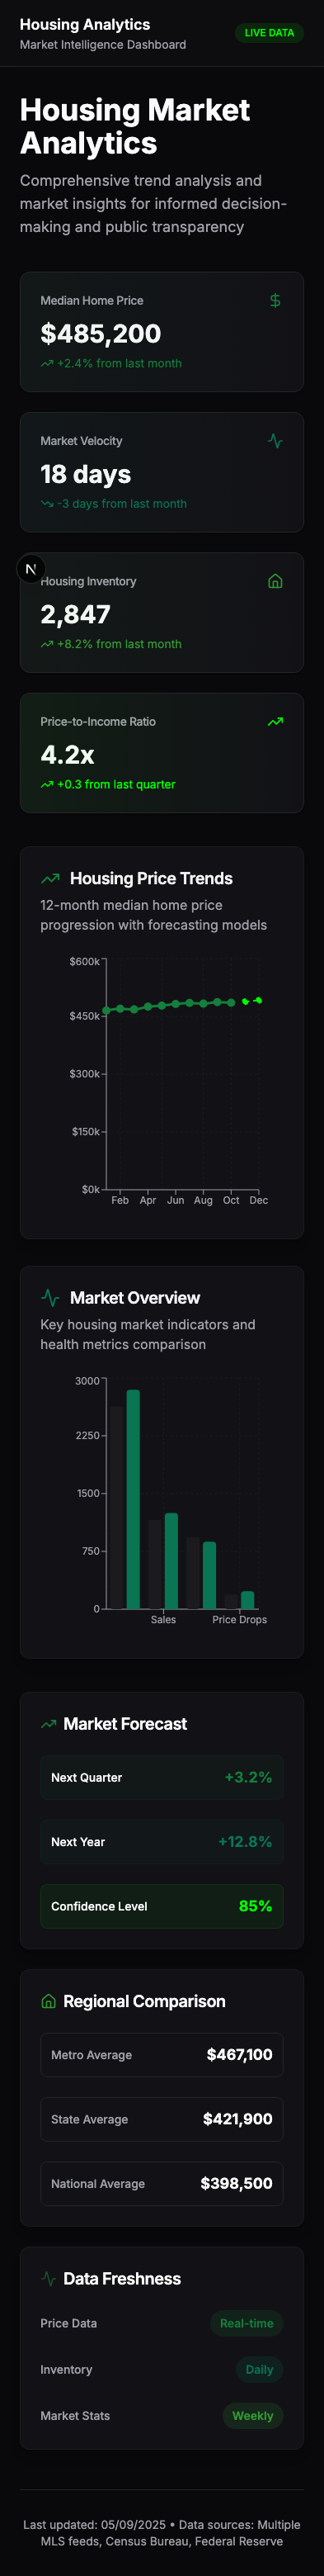 Housing Analytics
Market Intelligence Dashboard
LIVE DATA
Housing Market
Analytics
Comprehensive trend analysis and
market insights for informed decision-
making and public transparency
Median Home Price
$485,200
+2.4% from last month
Market Velocity
18 days
-3 days from last month
N
Housing Inventory
2,847
+8.2% from last month
Price-to-Income Ratio
4.2x
+0.3 from last quarter
Housing Price Trends
12-month median home price
progression with forecasting models
$600k
$450k
$300k
$150k
$0k
Feb Apr Jun Aug Oct Dec
Market Overview
Key housing market indicators and
health metrics comparison
3000
2250
1500
750
0
Sales Price Drops
Market Forecast
Next Quarter +3.2%
Next Year +12.8%
Confidence Level 85%
Regional Comparison
Metro Average $467,100
State Average $421,900
National Average $398,500
Data Freshness
Price Data Real-time
Inventory Daily
Market Stats Weekly
Last updated: 05/09/2025 • Data sources: Multiple
MLS feeds, Census Bureau, Federal Reserve